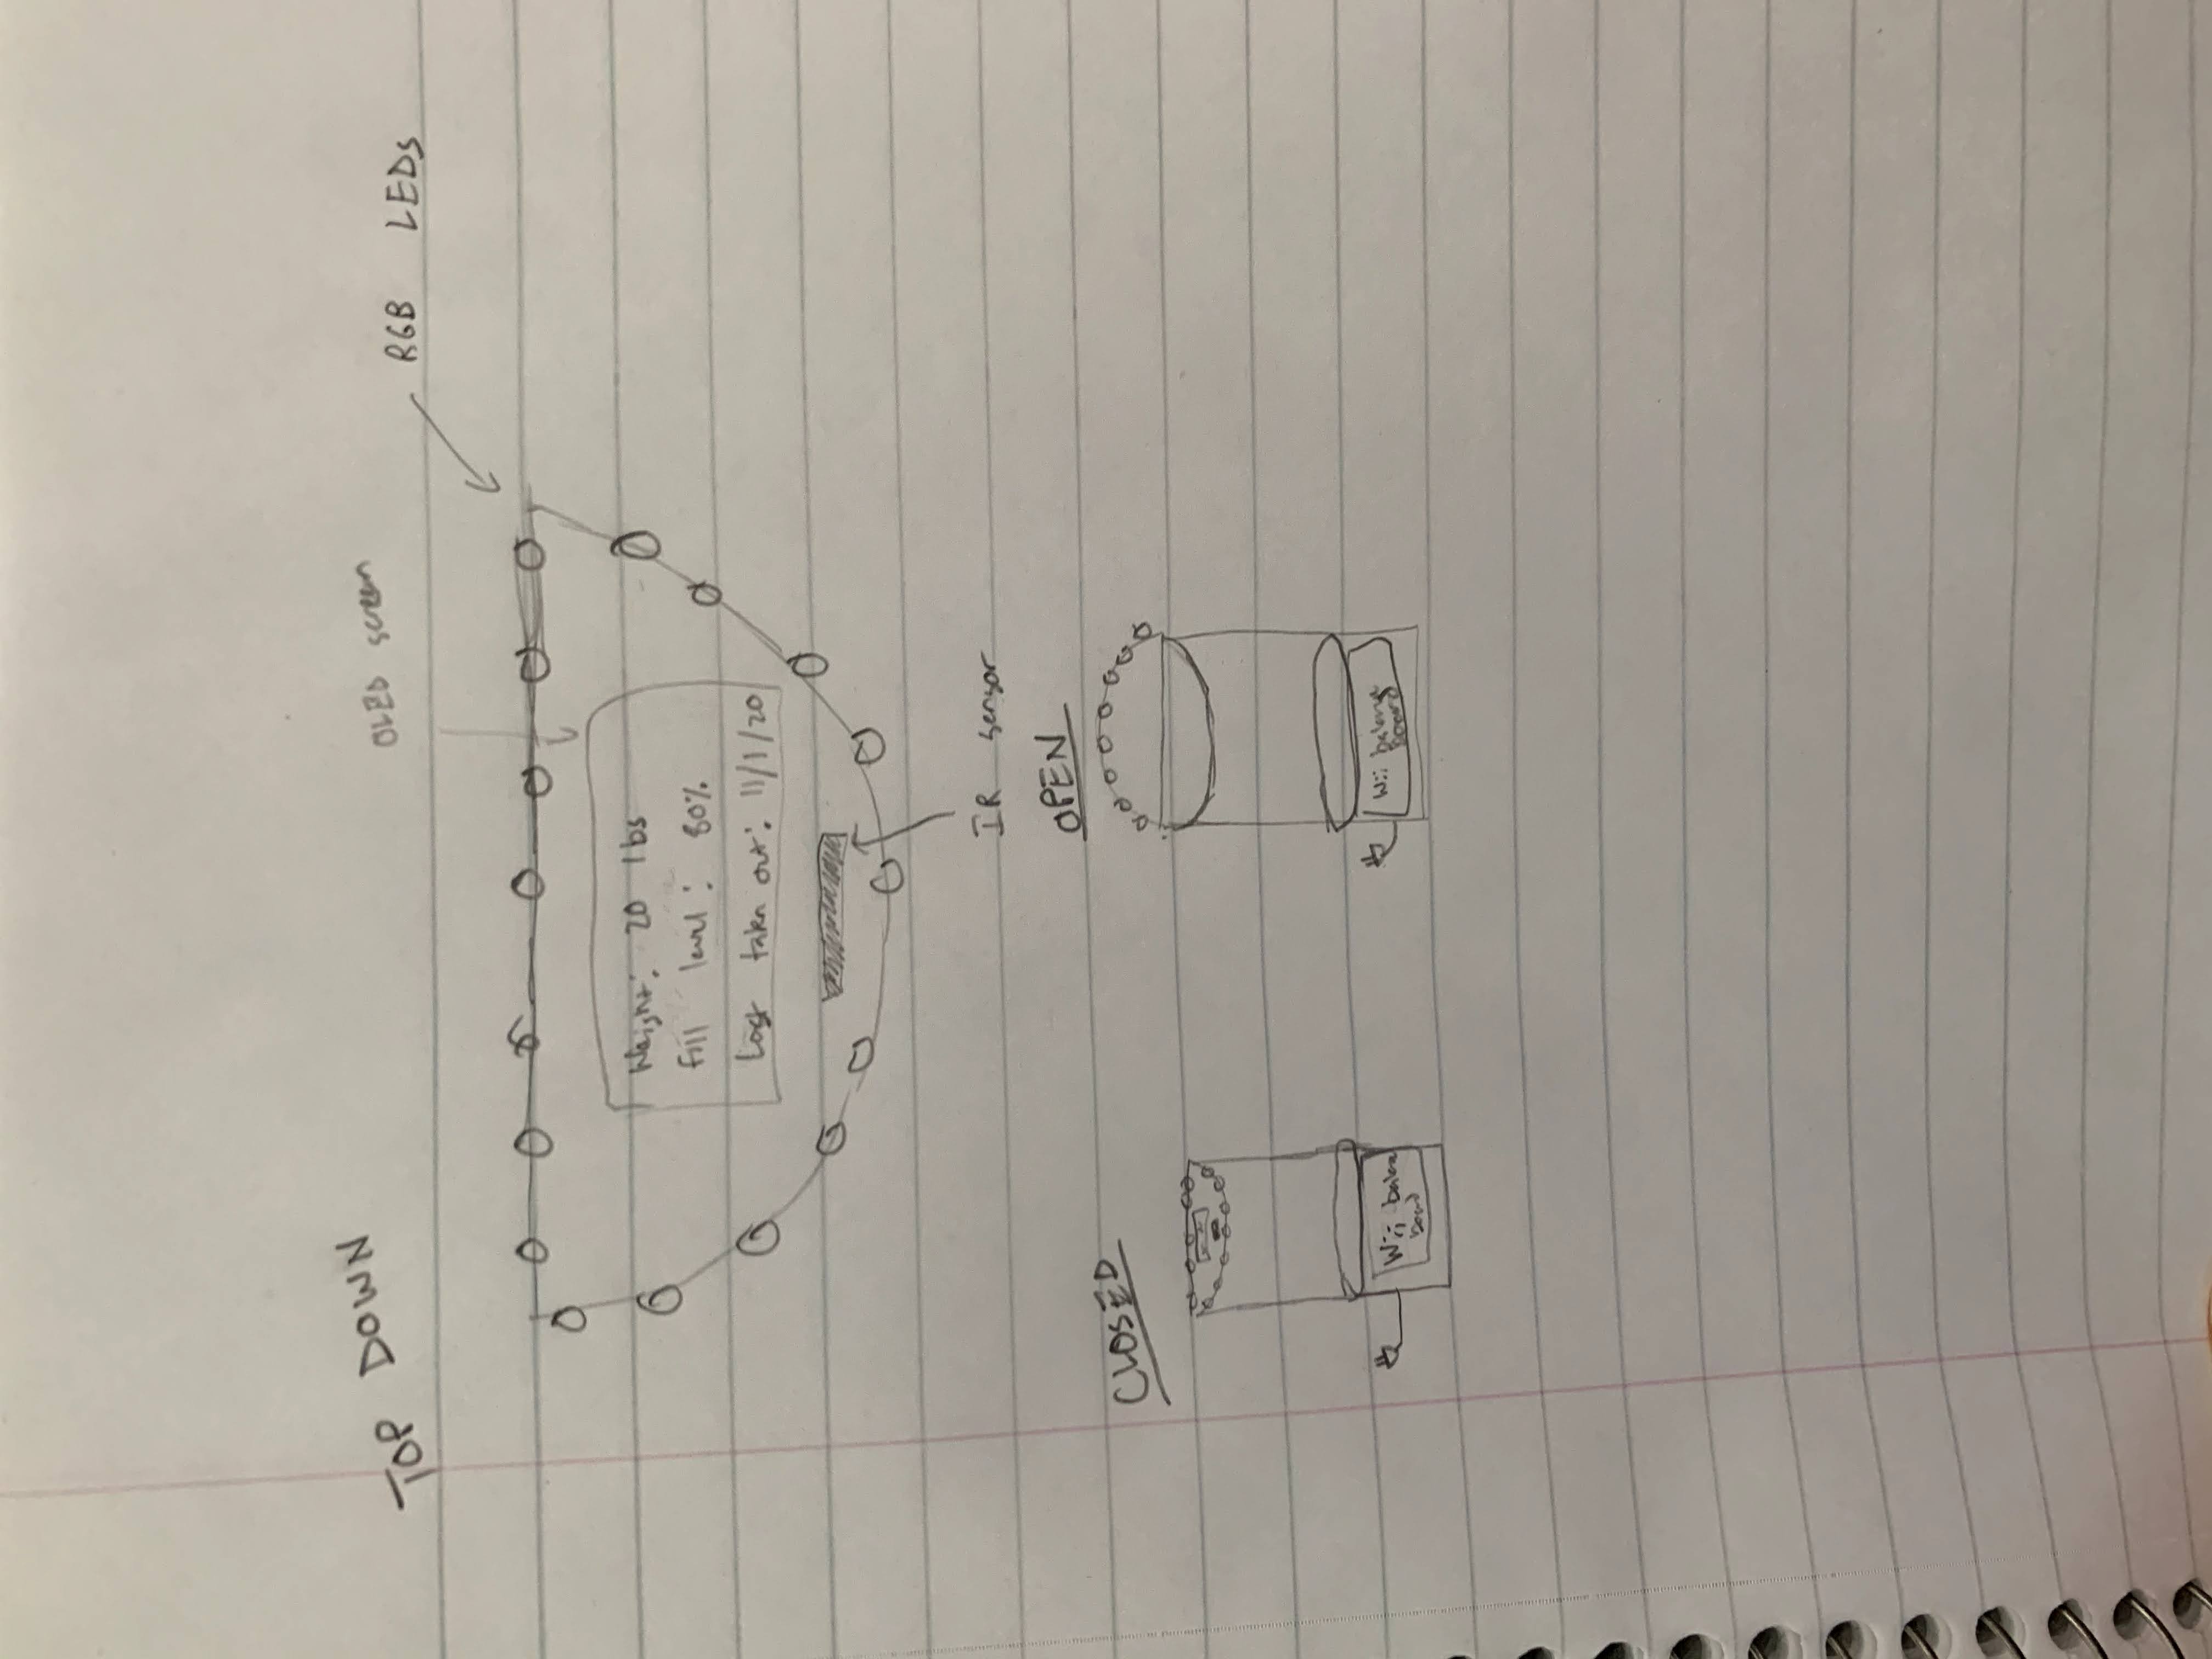 TOP DOWN
OLED screen
RGB LEDs
Weight: 20 lbs
fill level: 80%
Last taken out: 11/1/20
IR sensor
OPEN
CLOSED
Wii balance
board
Wii balance
board